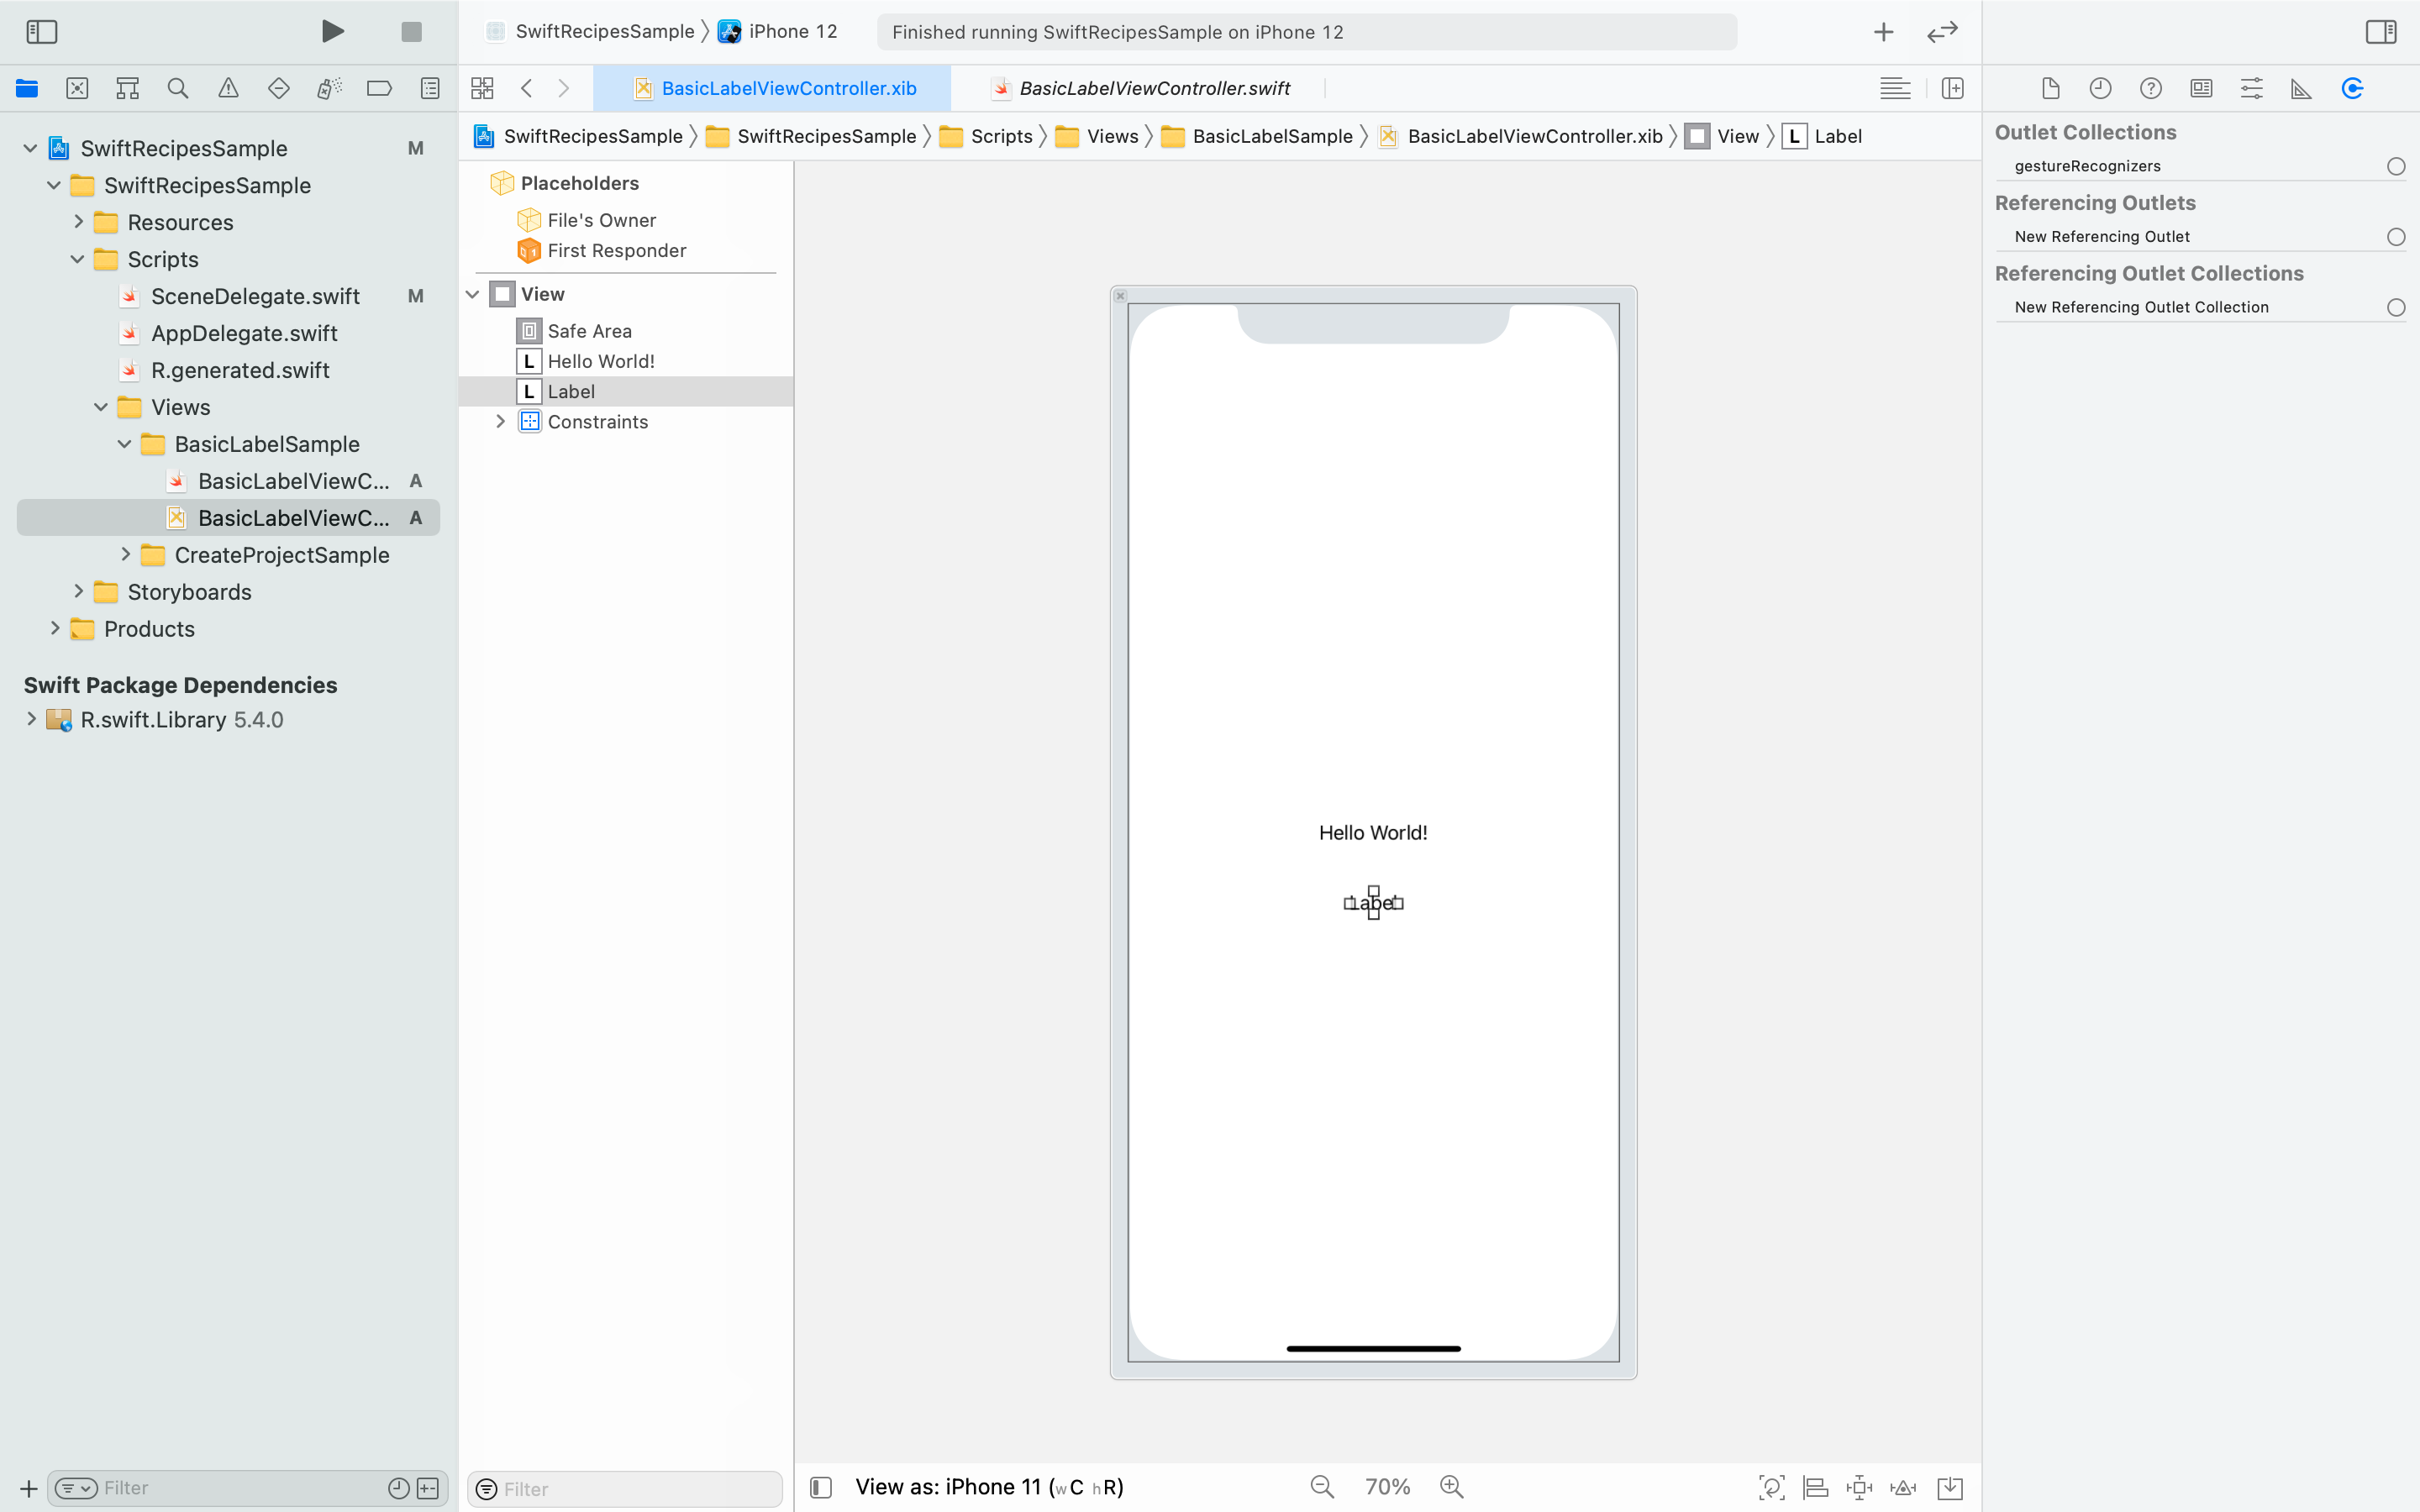 SwiftRecipesSample
iPhone 12
Finished running SwiftRecipesSample on iPhone 12
BasicLabelViewController.xib
BasicLabelViewController.swift
SwiftRecipesSample
SwiftRecipesSample
Scripts
Views
BasicLabelSample
BasicLabelViewController.xib
View
L Label
SwiftRecipesSample M
SwiftRecipesSample
Resources
Scripts
SceneDelegate.swift M
AppDelegate.swift
R.generated.swift
Views
BasicLabelSample
BasicLabelViewC... A
BasicLabelViewC... A
CreateProjectSample
Storyboards
Products
Swift Package Dependencies
R.swift.Library 5.4.0
Filter
Placeholders
File's Owner
First Responder
View
Safe Area
L Hello World!
L Label
Constraints
Filter
Hello World!
Label
View as: iPhone 11 (wC hR)
70%
Outlet Collections
gestureRecognizers
Referencing Outlets
New Referencing Outlet
Referencing Outlet Collections
New Referencing Outlet Collection